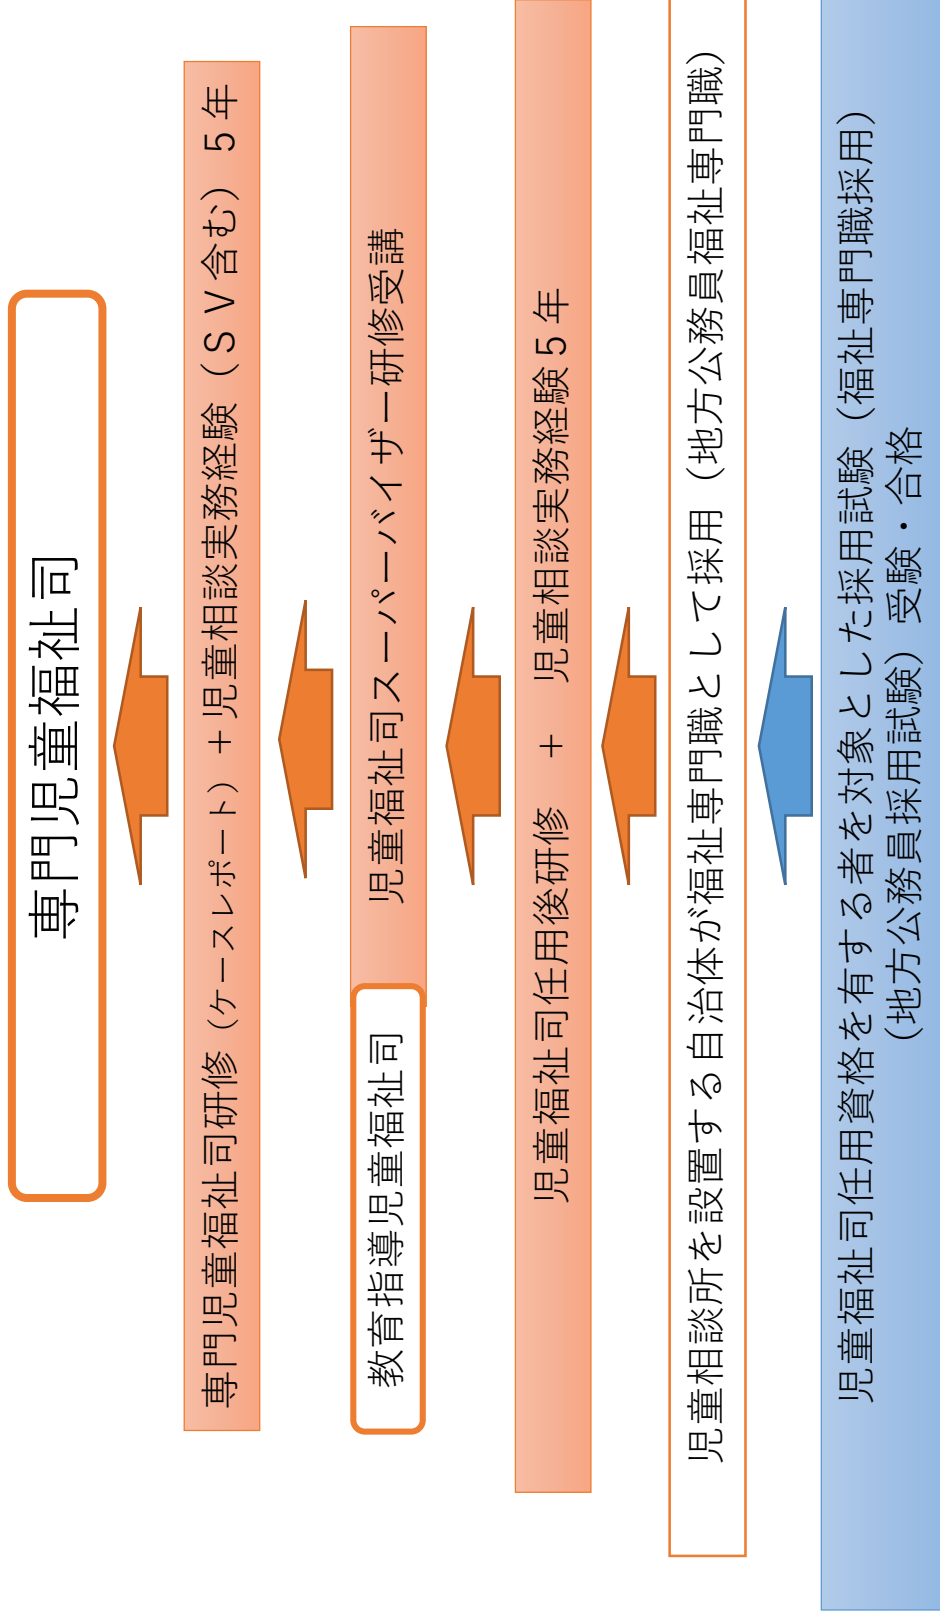 専門児童福祉司
専門児童福祉司研修（ケースレポート）＋児童相談実務経験（ＳＶ含む）５年
教育指導児童福祉司
児童福祉司スーパーバイザー研修受講
児童福祉司任用後研修　＋　児童相談実務経験５年
児童相談所を設置する自治体が福祉専門職として採用（地方公務員福祉専門職）
児童福祉司任用資格を有する者を対象とした採用試験（福祉専門職採用）
（地方公務員採用試験）受験・合格